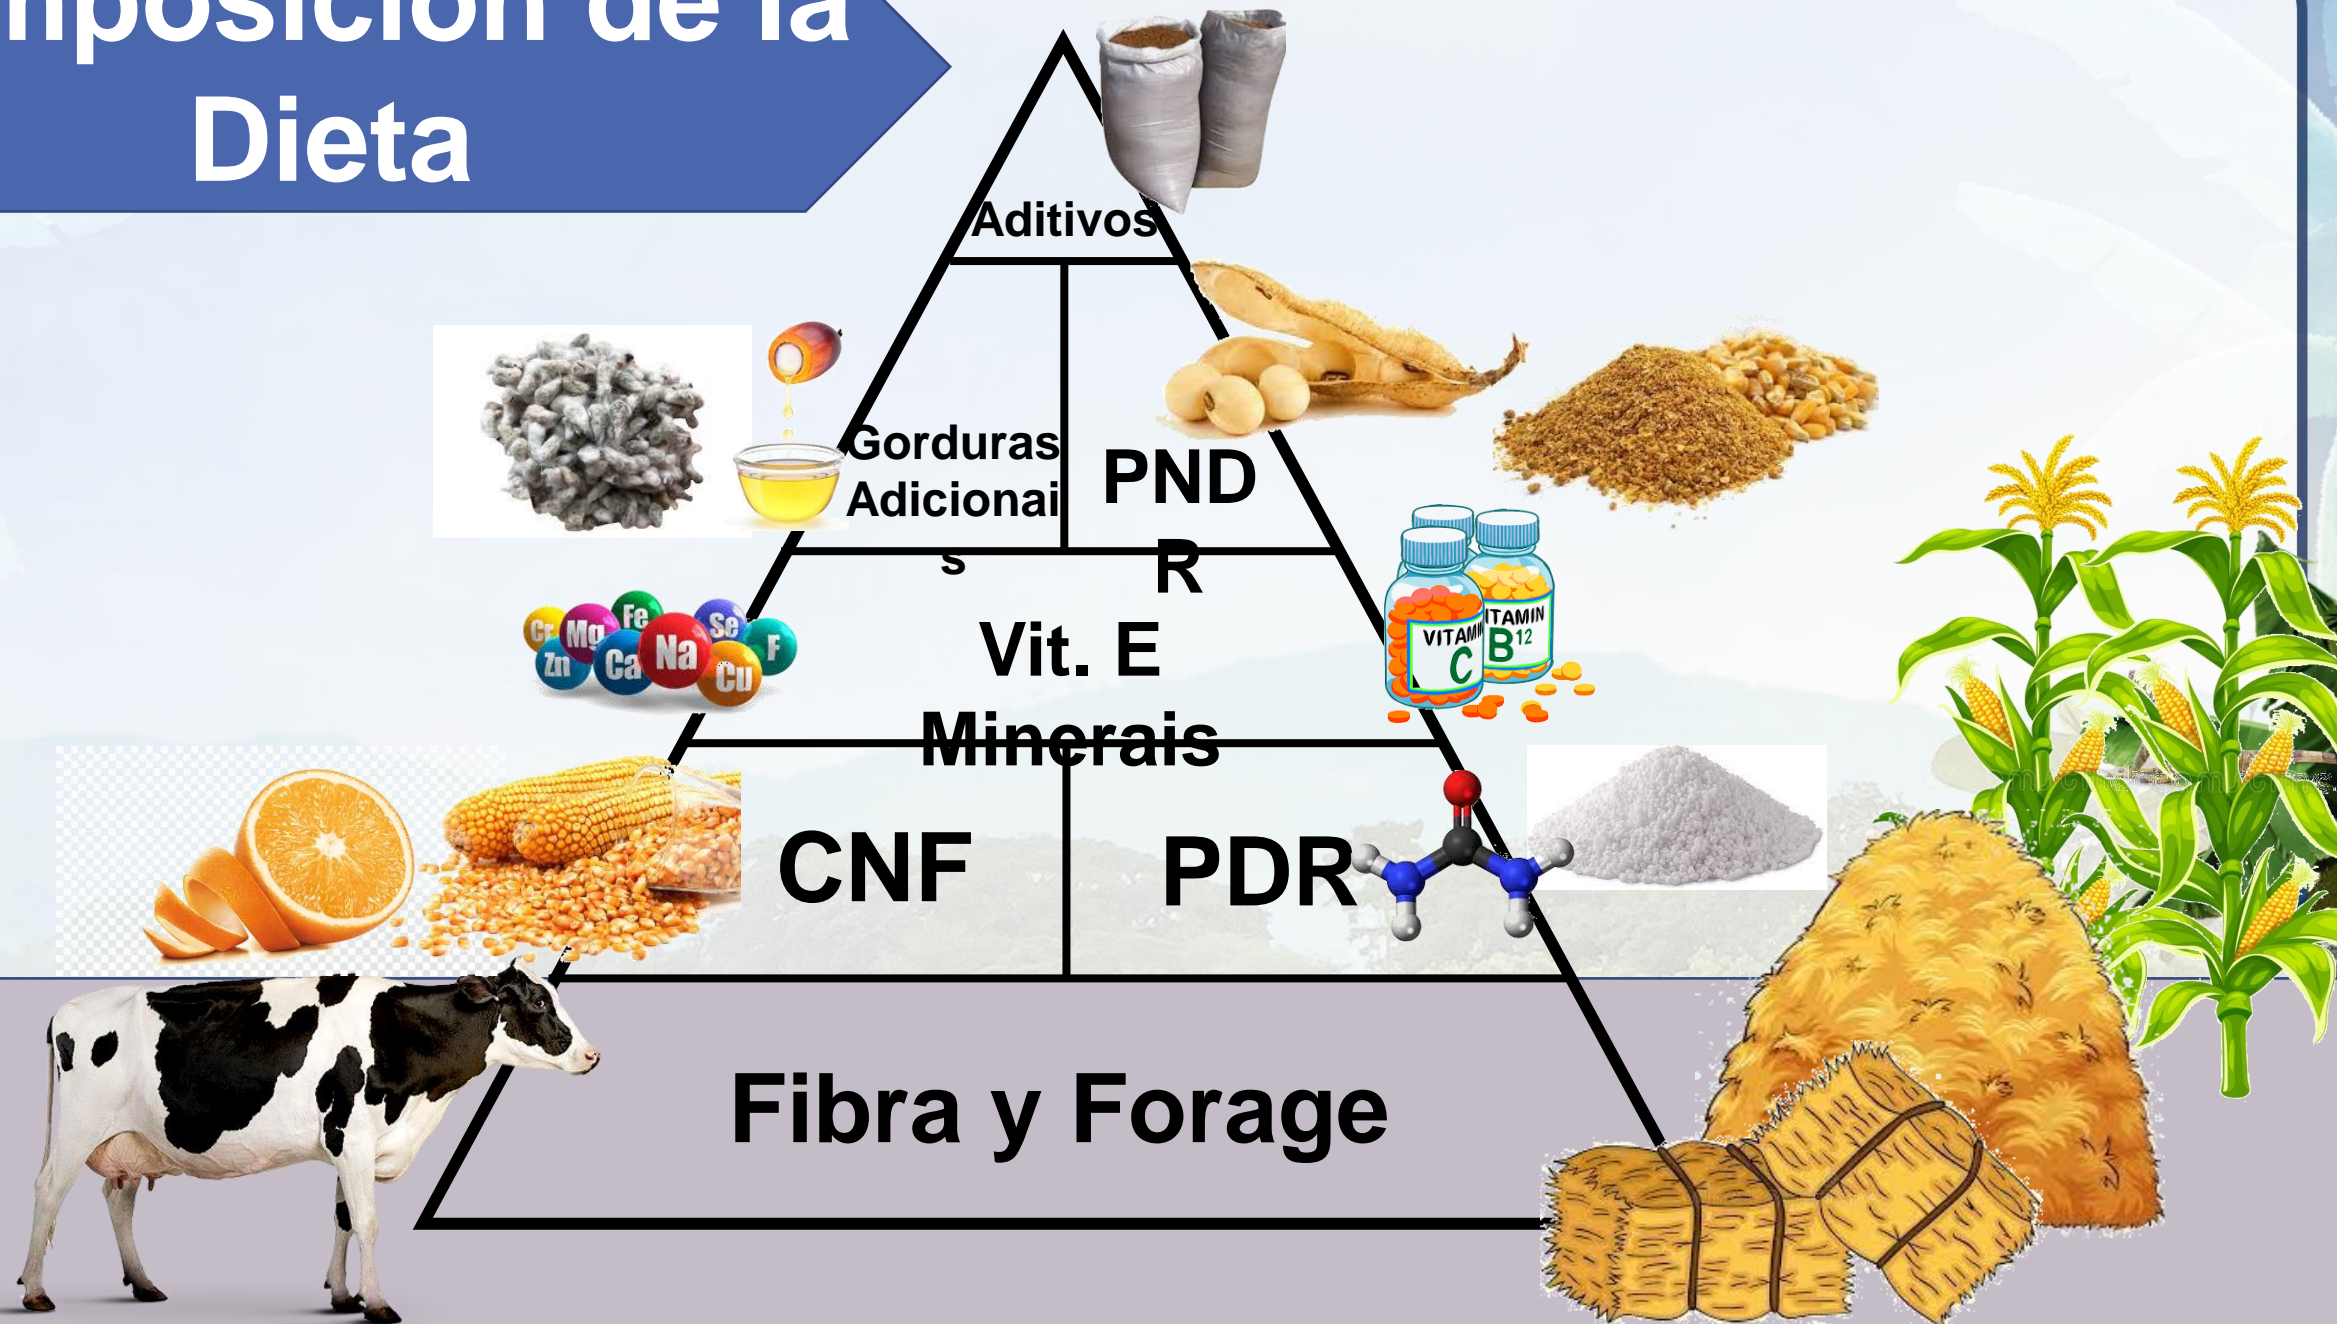 mposición de la
Dieta
Aditivos
Gorduras
Adicionai
s
PND
R
Vit. E
Minerais
Cr
Mg
Fe
Se
F
Zn
Ca
Na
Cu
VITAMIN
C
VITAMIN
B12
CNF
PDR
Fibra y Forage